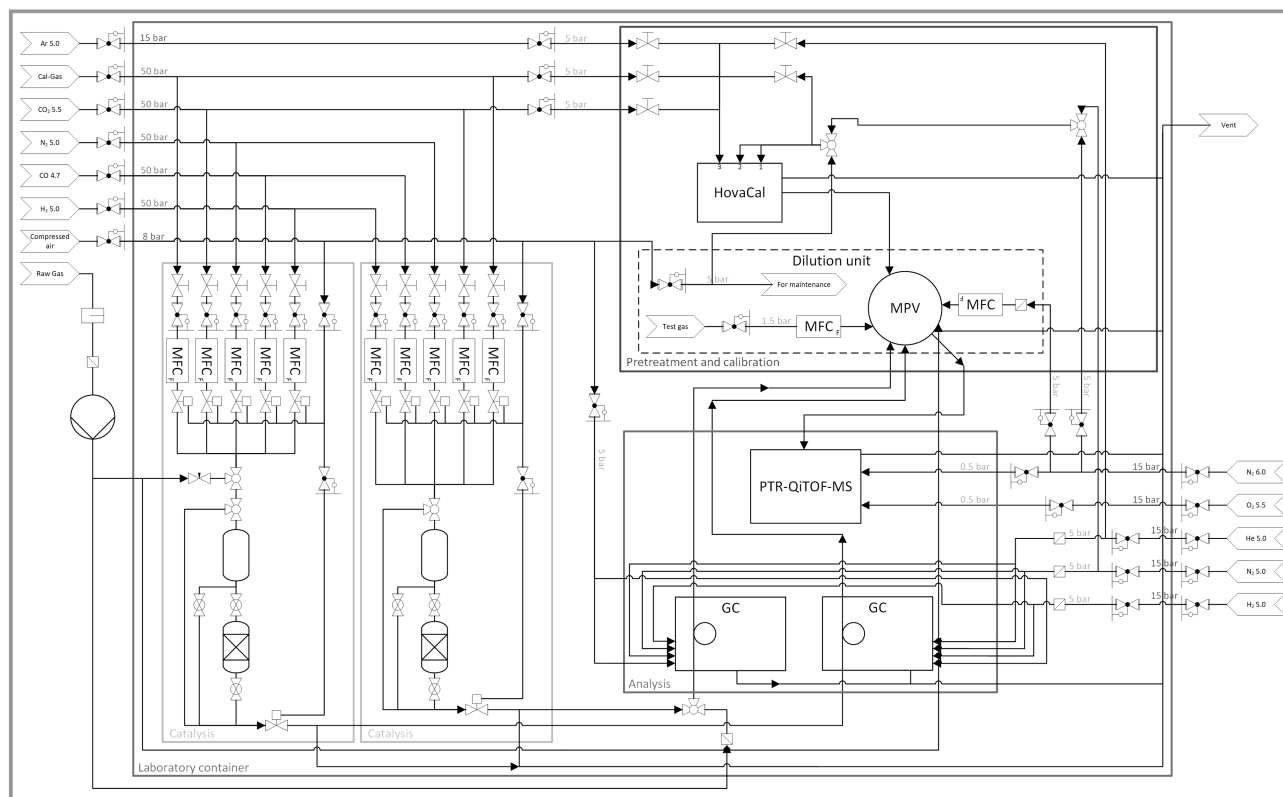 Ar 5.0
15 bar
5 bar
Cal-Gas
50 bar
5 bar
CO₂ 5.5
50 bar
5 bar
N₂ 5.0
50 bar
Vent
CO 4.7
50 bar
3 2 1
HovaCal
H₂ 5.0
50 bar
Compressed
air
8 bar
Raw Gas
Dilution unit
5 bar
For maintenance
MPV
MFC
F
Test gas
1.5 bar
MFC
F
Pretreatment and calibration
MFC
F
MFC
F
MFC
F
MFC
F
MFC
F
MFC
F
MFC
F
MFC
F
MFC
F
MFC
F
5 bar
5 bar
5 bar
PTR-QiTOF-MS
0.5 bar
15 bar
N₂ 6.0
0.5 bar
15 bar
O₂ 5.5
5 bar
15 bar
He 5.0
5 bar
15 bar
N₂ 5.0
5 bar
15 bar
H₂ 5.0
GC
GC
Analysis
Catalysis
Catalysis
Laboratory container